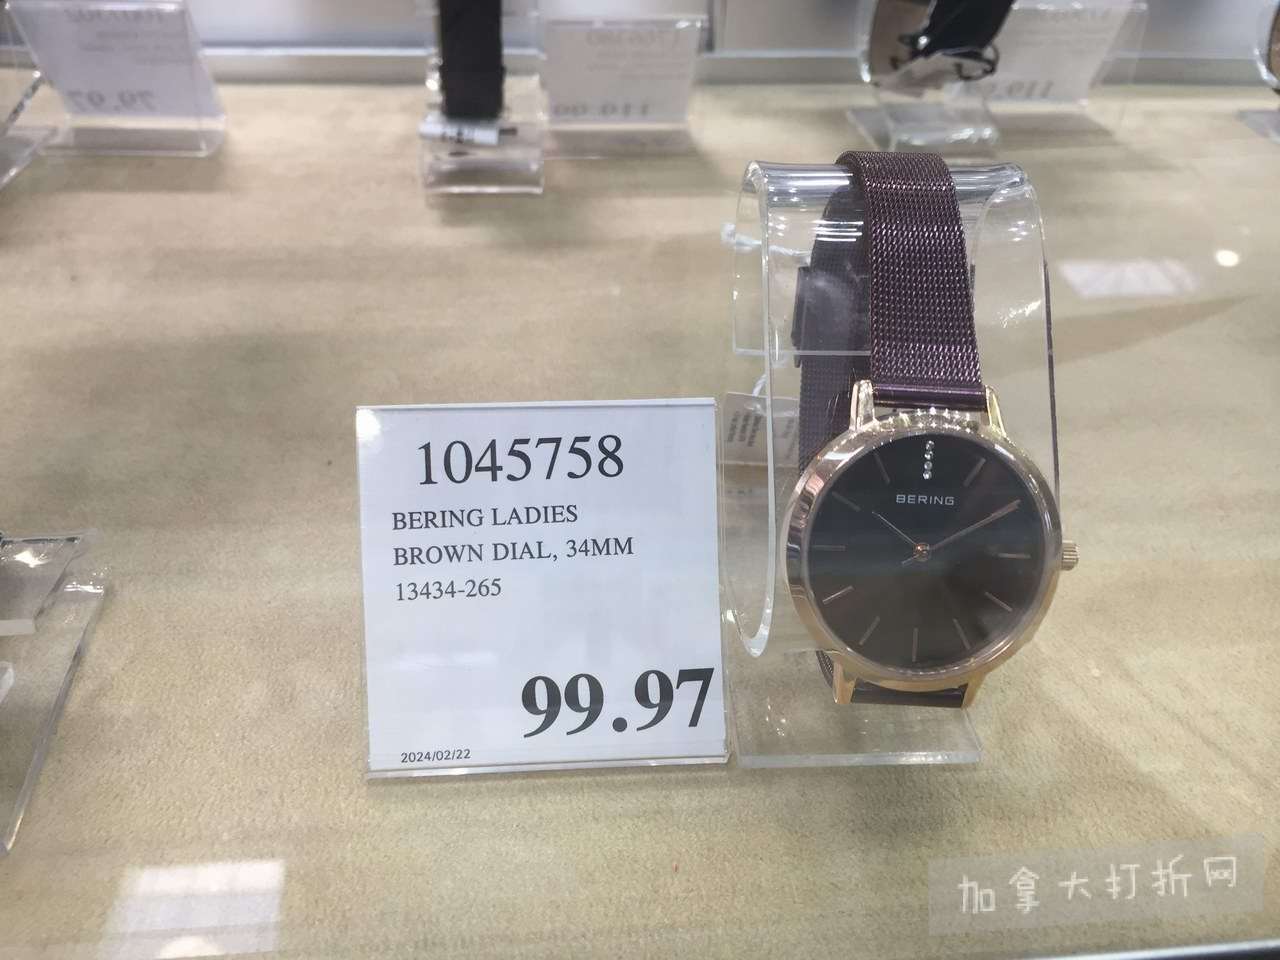 1045758
BERING LADIES
BROWN DIAL, 34MM
13434-265
99.97
2024/02/22
BERING
加拿大打折网